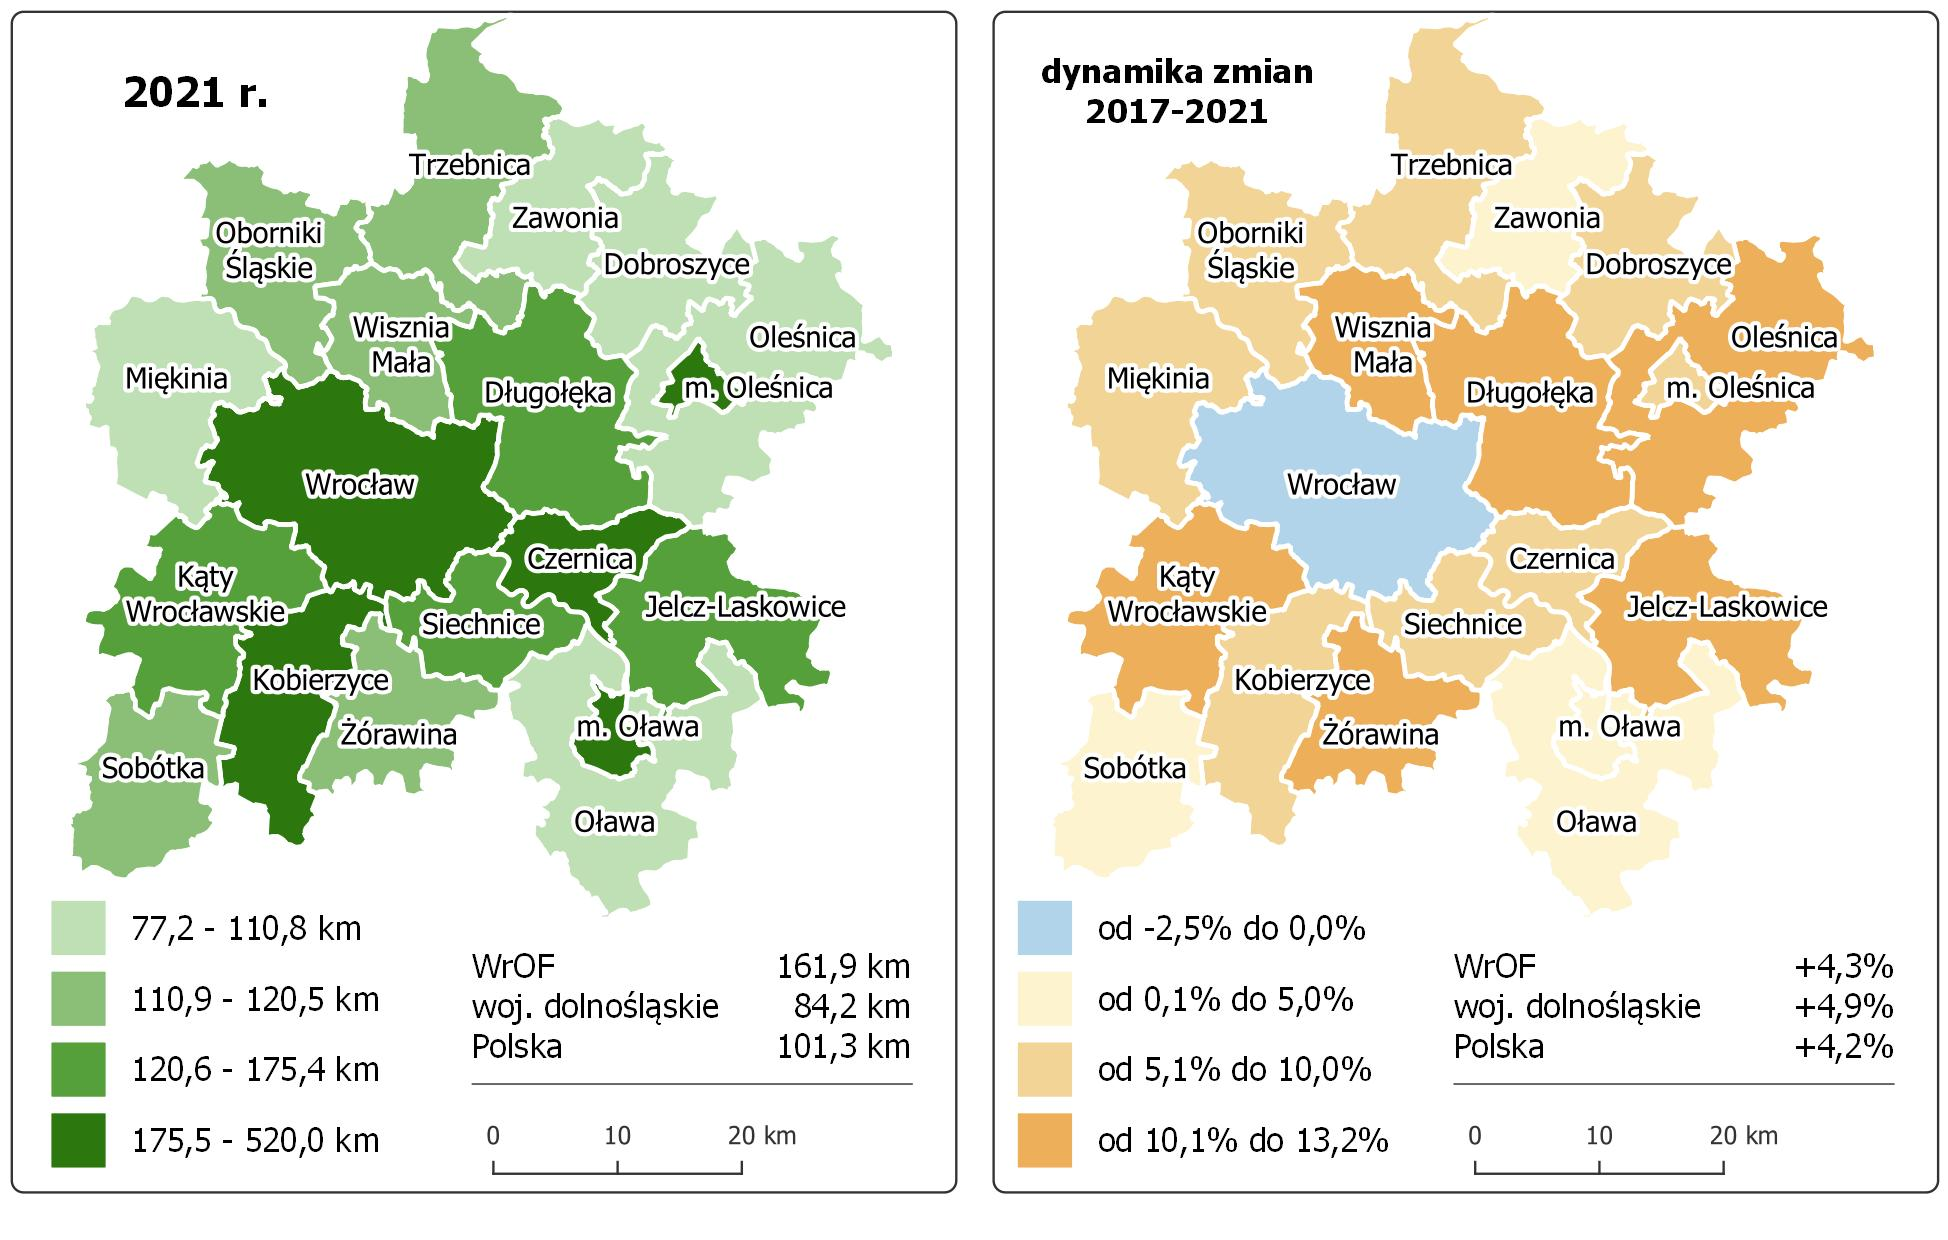 2021 r.
Trzebnica
Zawonia
Oborniki
Śląskie
Dobroszyce
Wisznia
Mała
Oleśnica
Miękinia
Długołęka
m. Oleśnica
Wrocław
Czernica
Kąty
Wrocławskie
Siechnice
Jelcz-Laskowice
Kobierzyce
Żórawina
m. Oława
Sobótka
Oława
77,2 - 110,8 km
110,9 - 120,5 km
120,6 - 175,4 km
175,5 - 520,0 km
WrOF 161,9 km
woj. dolnośląskie 84,2 km
Polska 101,3 km
0 10 20 km
dynamika zmian
2017-2021
Trzebnica
Zawonia
Oborniki
Śląskie
Dobroszyce
Wisznia
Mała
Oleśnica
Miękinia
Długołęka
m. Oleśnica
Wrocław
Czernica
Kąty
Wrocławskie
Siechnice
Jelcz-Laskowice
Kobierzyce
Żórawina
m. Oława
Sobótka
Oława
od -2,5% do 0,0%
od 0,1% do 5,0%
od 5,1% do 10,0%
od 10,1% do 13,2%
WrOF +4,3%
woj. dolnośląskie +4,9%
Polska +4,2%
0 10 20 km